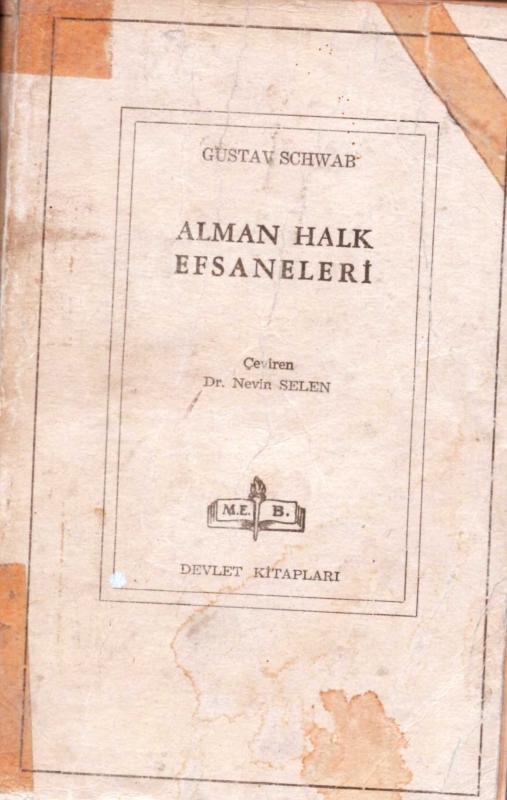 GUSTAV SCHWAB
ALMAN HALK
EFSANELERİ
Çeviren
Dr. Nevin SELEN
M.E. B.
DEVLET KİTAPLARI